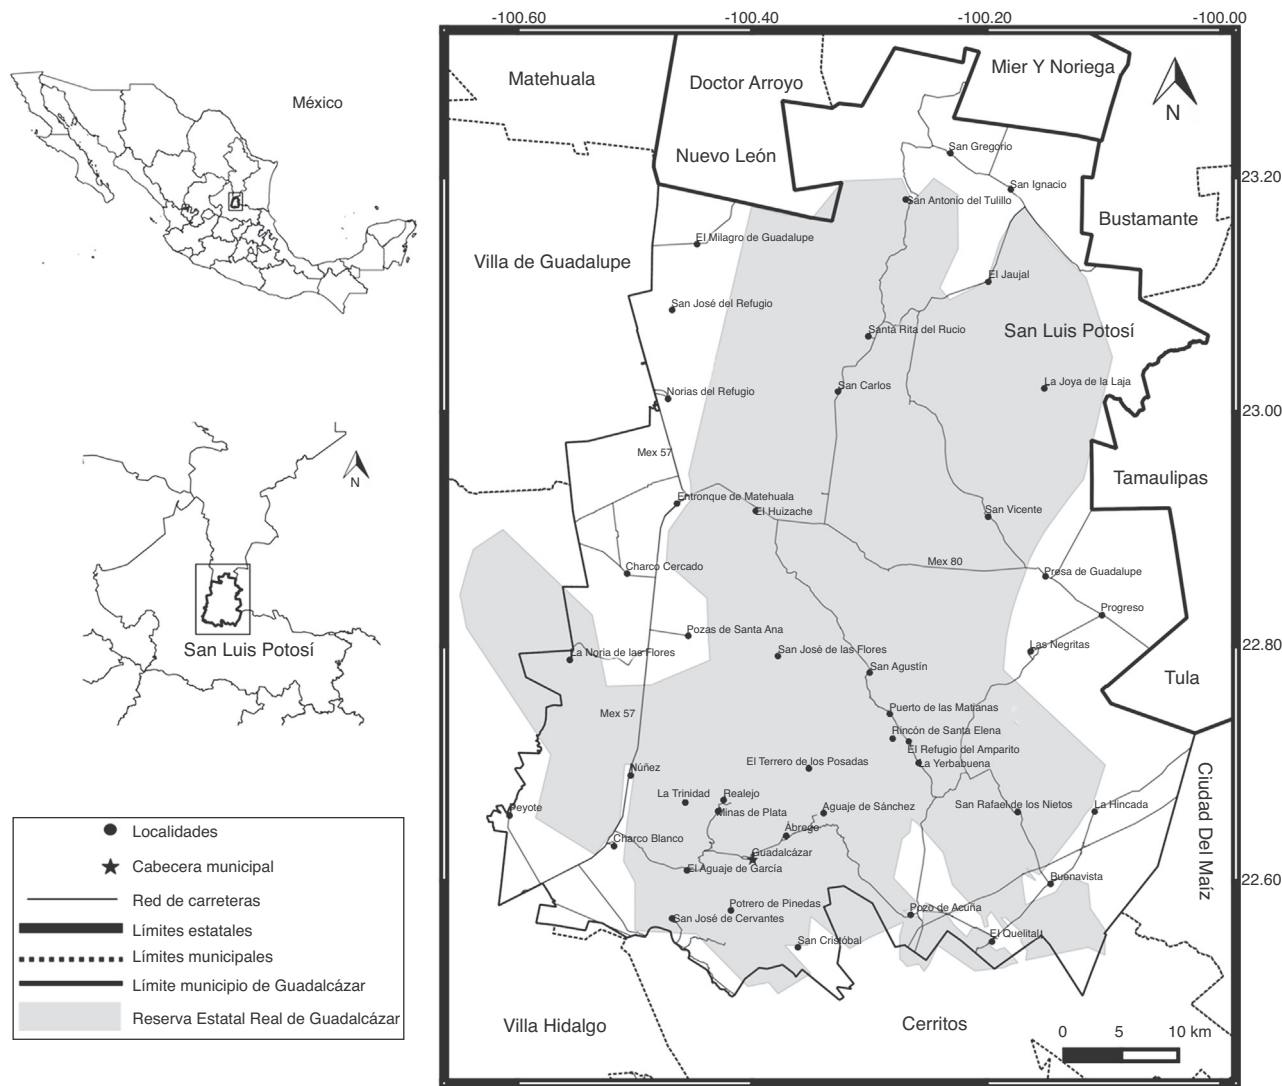 -100.60
-100.40
-100.20
-100.00
Matehuala
Doctor Arroyo
Mier Y Noriega
México
N
Nuevo León
San Gregorio
23.20
San Ignacio
San Antonio del Tulillo
Bustamante
El Milagro de Guadalupe
Villa de Guadalupe
El Jaujal
San José del Refugio
Santa Rita del Rucio
San Luis Potosí
San Carlos
La Joya de la Laja
Norias del Refugio
23.00
Mex 57
N
Tamaulipas
Entronque de Matehuala
El Huizache
San Vicente
Mex 80
Charco Cercado
Presa de Guadalupe
Progreso
Pozas de Santa Ana
San Luis Potosí
La Noria de las Flores
San José de las Flores
Las Negritas
22.80
San Agustín
Tula
Mex 57
Puerto de las Matianas
Rincón de Santa Elena
El Refugio del Amparito
La Yerbabuena
Núñez
El Terrero de los Posadas
Ciudad Del Maíz
La Trinidad
Realejo
Peyote
Minas de Plata
Aguaje de Sánchez
San Rafael de los Nietos
La Hincada
Ábrego
Charco Blanco
Guadalcázar
El Aguaje de García
Buenavista
22.60
Potrero de Pinedas
Pozo de Acuña
San José de Cervantes
San Cristóbal
El Quelital
Villa Hidalgo
Cerritos
0 5 10 km
Localidades
Cabecera municipal
Red de carreteras
Límites estatales
Límites municipales
Límite municipio de Guadalcázar
Reserva Estatal Real de Guadalcázar